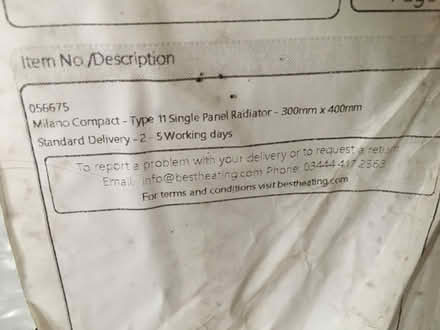 Item No./Description
056675
Milano Compact - Type 11 Single Panel Radiator - 300mm x 400mm
Standard Delivery - 2 - 5 Working days
To report a problem with your delivery or to request a return
Email: info@bestheating.com Phone: 03444 417 2563
For terms and conditions visit bestheating.com